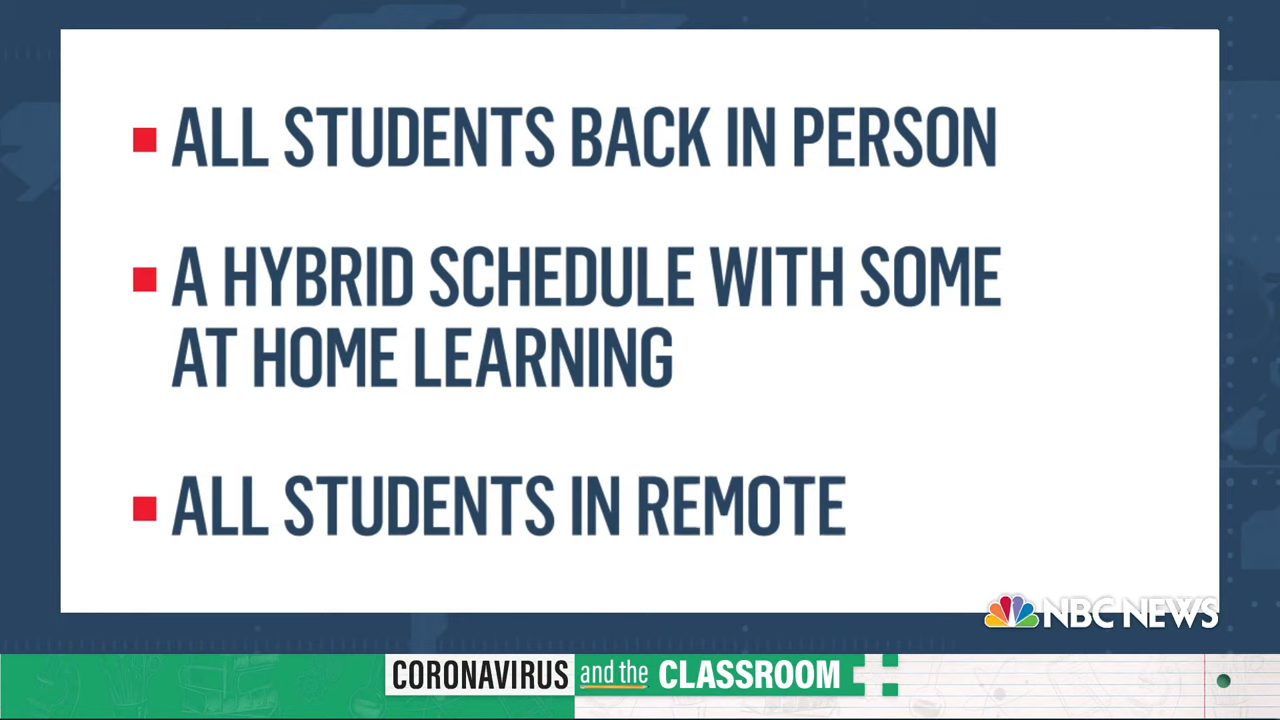 ALL STUDENTS BACK IN PERSON
A HYBRID SCHEDULE WITH SOME
AT HOME LEARNING
ALL STUDENTS IN REMOTE
NBC NEWS
CORONAVIRUS and the CLASSROOM